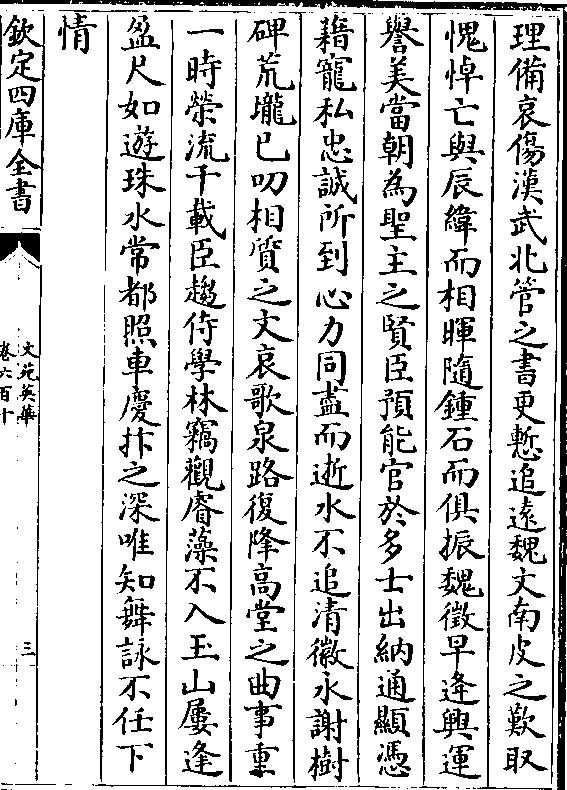 理備哀傷漢武北管之書更慙追遠魏文南皮之歎取
愧悼亡與辰緯而相暉隨鍾石而俱振魏徵早逢興運
譽美當朝為聖主之賢臣預能官於多士出納通顯憑
藉寵私忠誠所到心力同盡而逝水不追清徽永謝樹
碑荒壠已叨相質之文哀歌泉路復降高堂之曲事重
一時榮流千載臣趨侍學林竊觀睿藻不入玉山屢逢
盈尺如遊珠水常都照車慶抃之深唯知舞詠不任下
情
欽定四庫全書
文苑英華
卷六百十
三